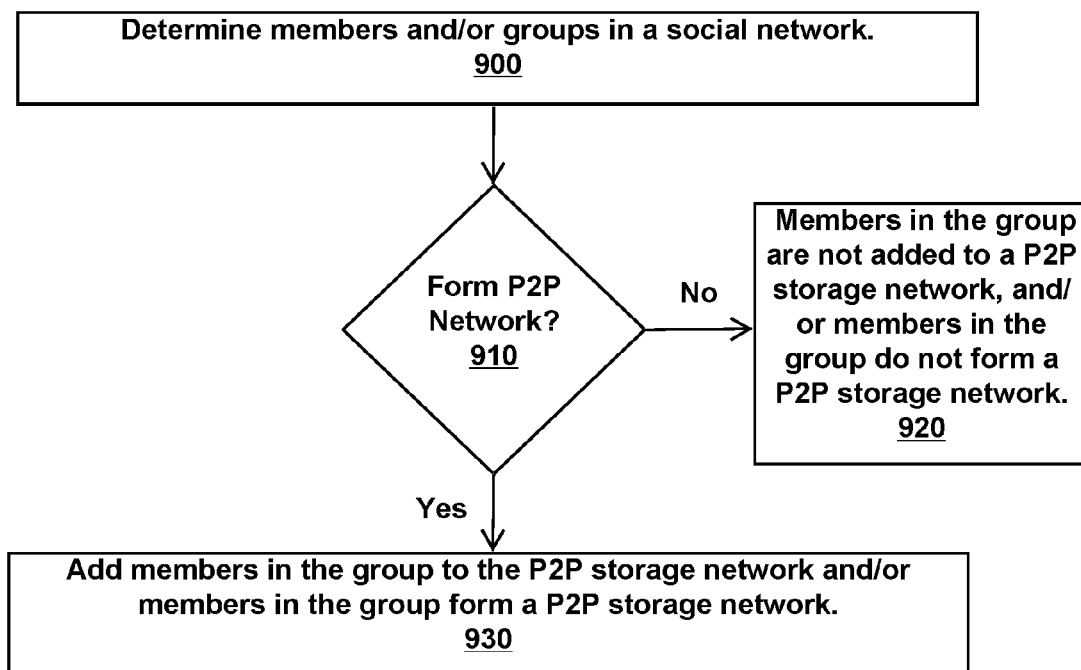 Determine members and/or groups in a social network.
900
Form P2P
Network?
910
No
Members in the group
are not added to a P2P
storage network, and/
or members in the
group do not form a
P2P storage network.
920
Yes
Add members in the group to the P2P storage network and/or
members in the group form a P2P storage network.
930